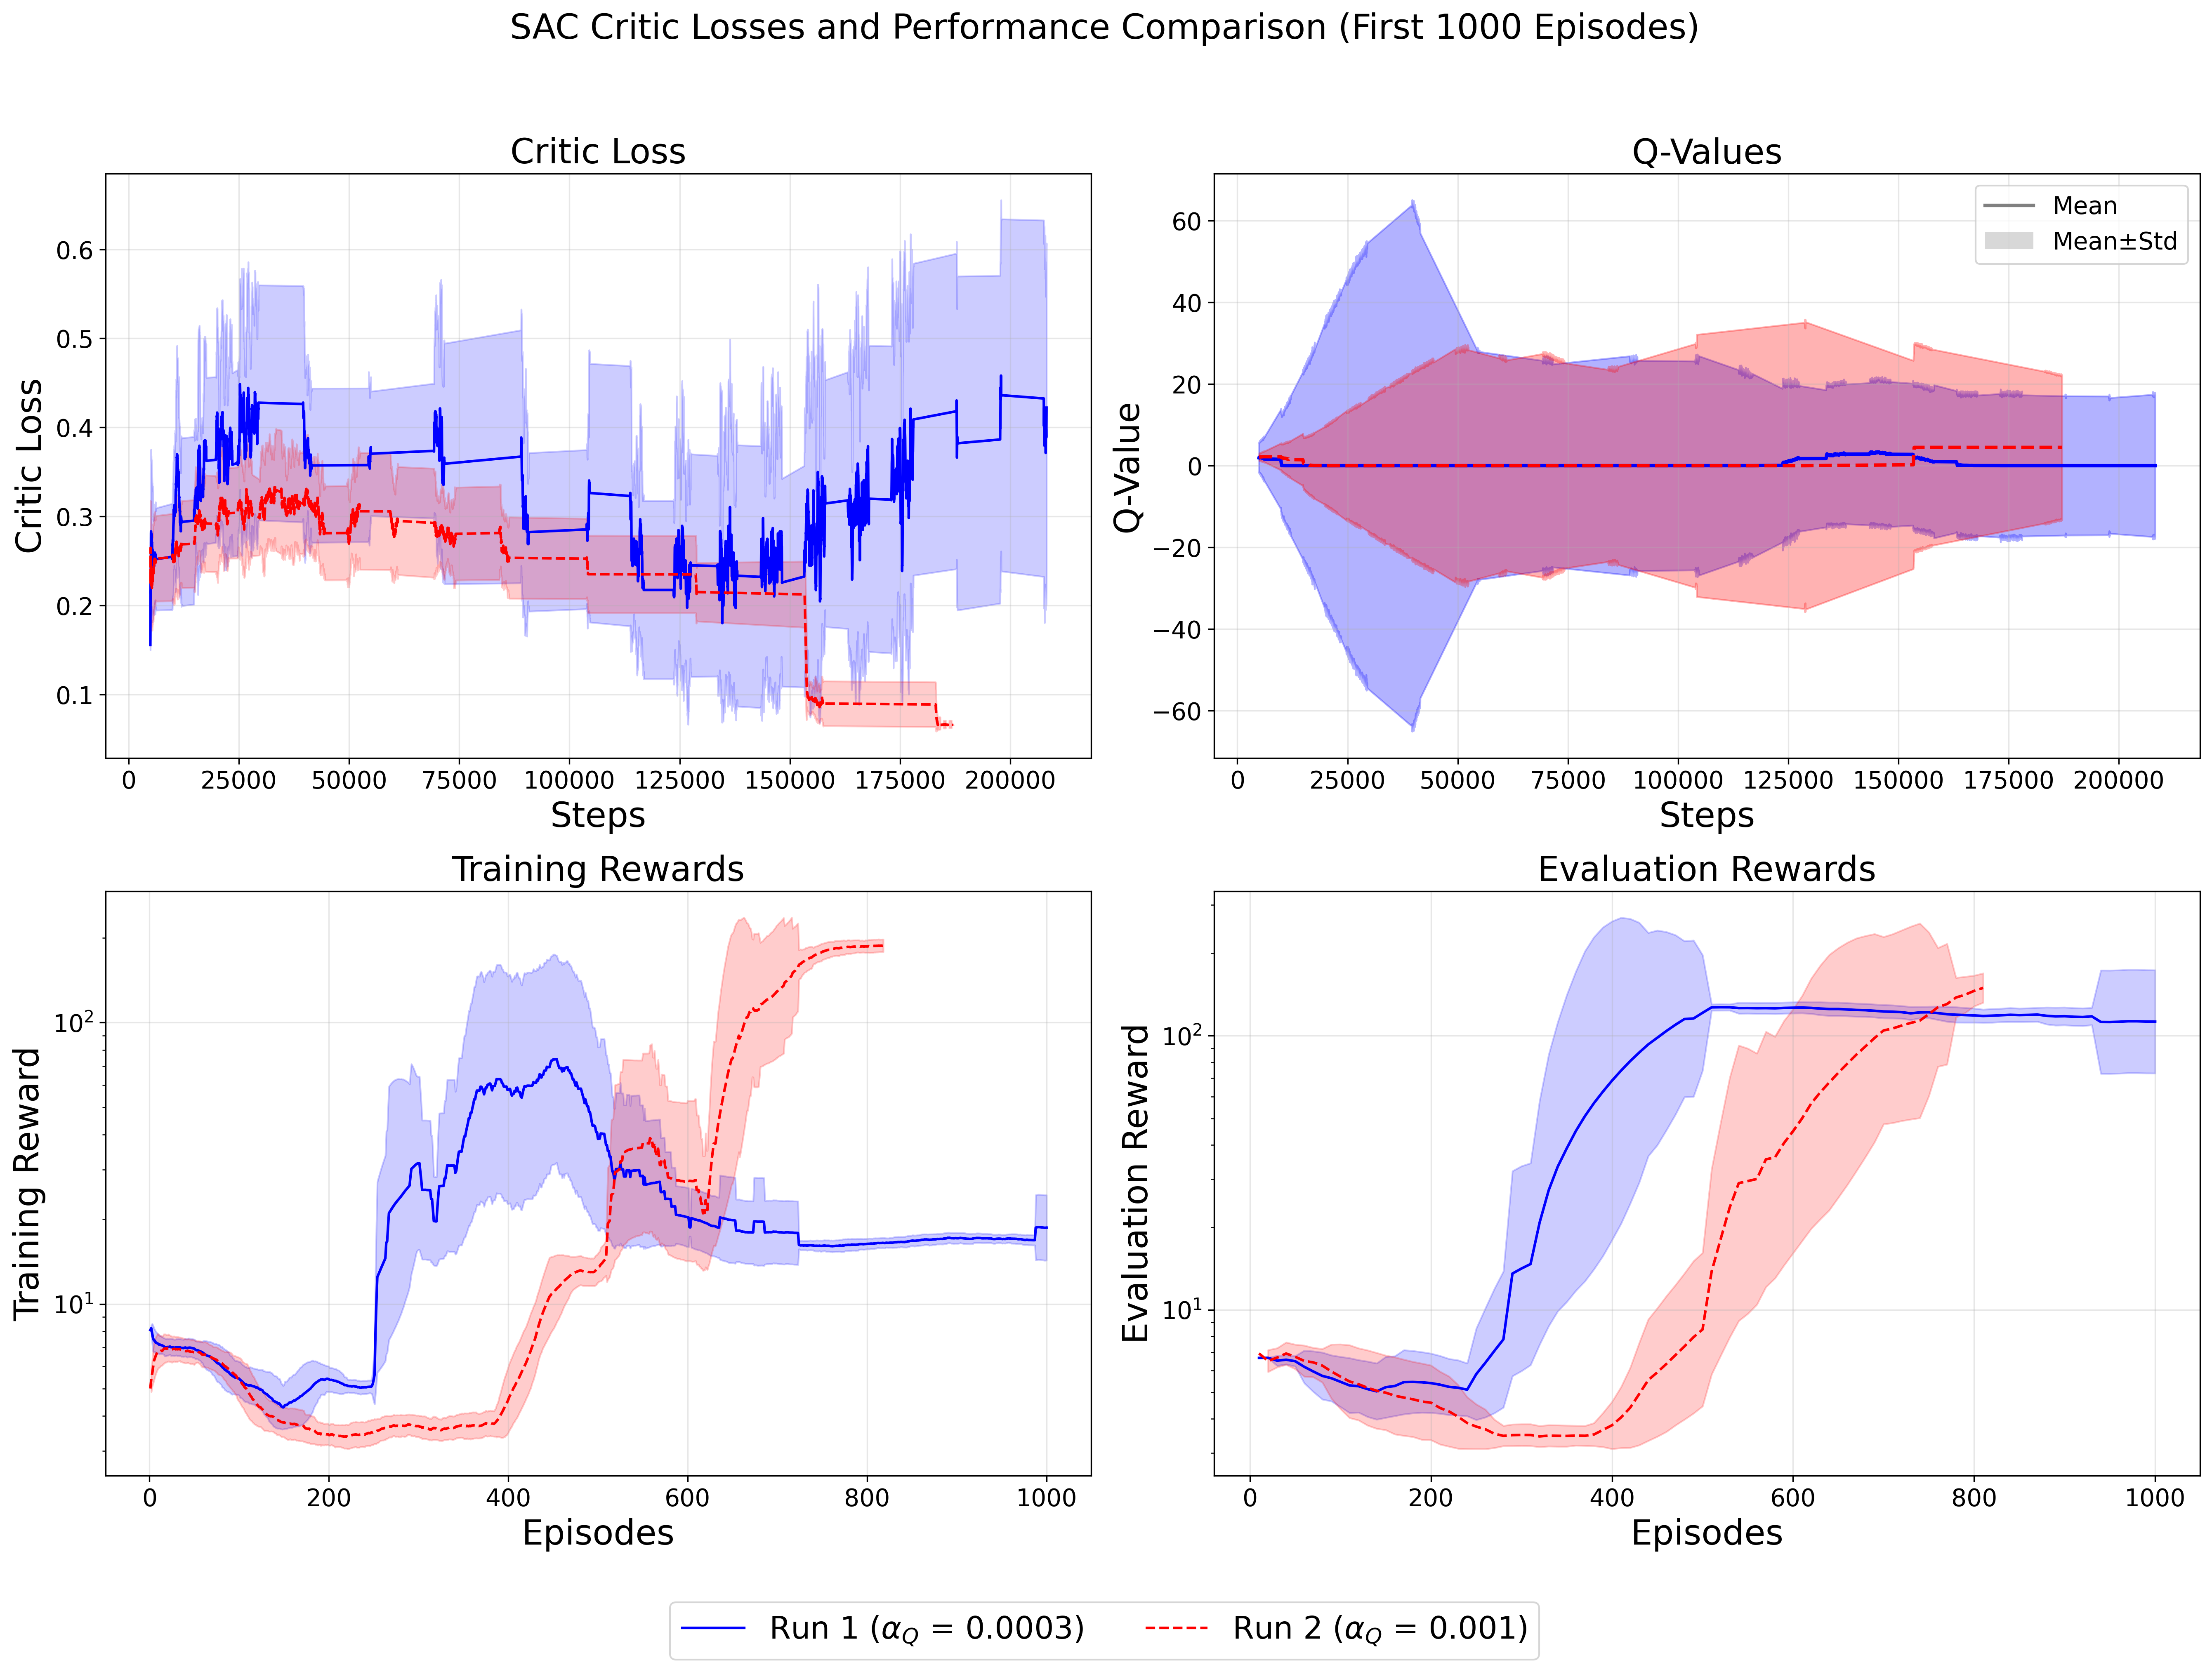 SAC Critic Losses and Performance Comparison (First 1000 Episodes)
Critic Loss
Critic Loss
0.6
0.5
0.4
0.3
0.2
0.1
0 25000 50000 75000 100000 125000 150000 175000 200000
Steps
Q-Values
Q-Value
Mean
Mean±Std
60
40
20
0
−20
−40
−60
0 25000 50000 75000 100000 125000 150000 175000 200000
Steps
Training Rewards
Training Reward
10²
10¹
0 200 400 600 800 1000
Episodes
Evaluation Rewards
Evaluation Reward
10²
10¹
0 200 400 600 800 1000
Episodes
Run 1 (α_Q = 0.0003) Run 2 (α_Q = 0.001)